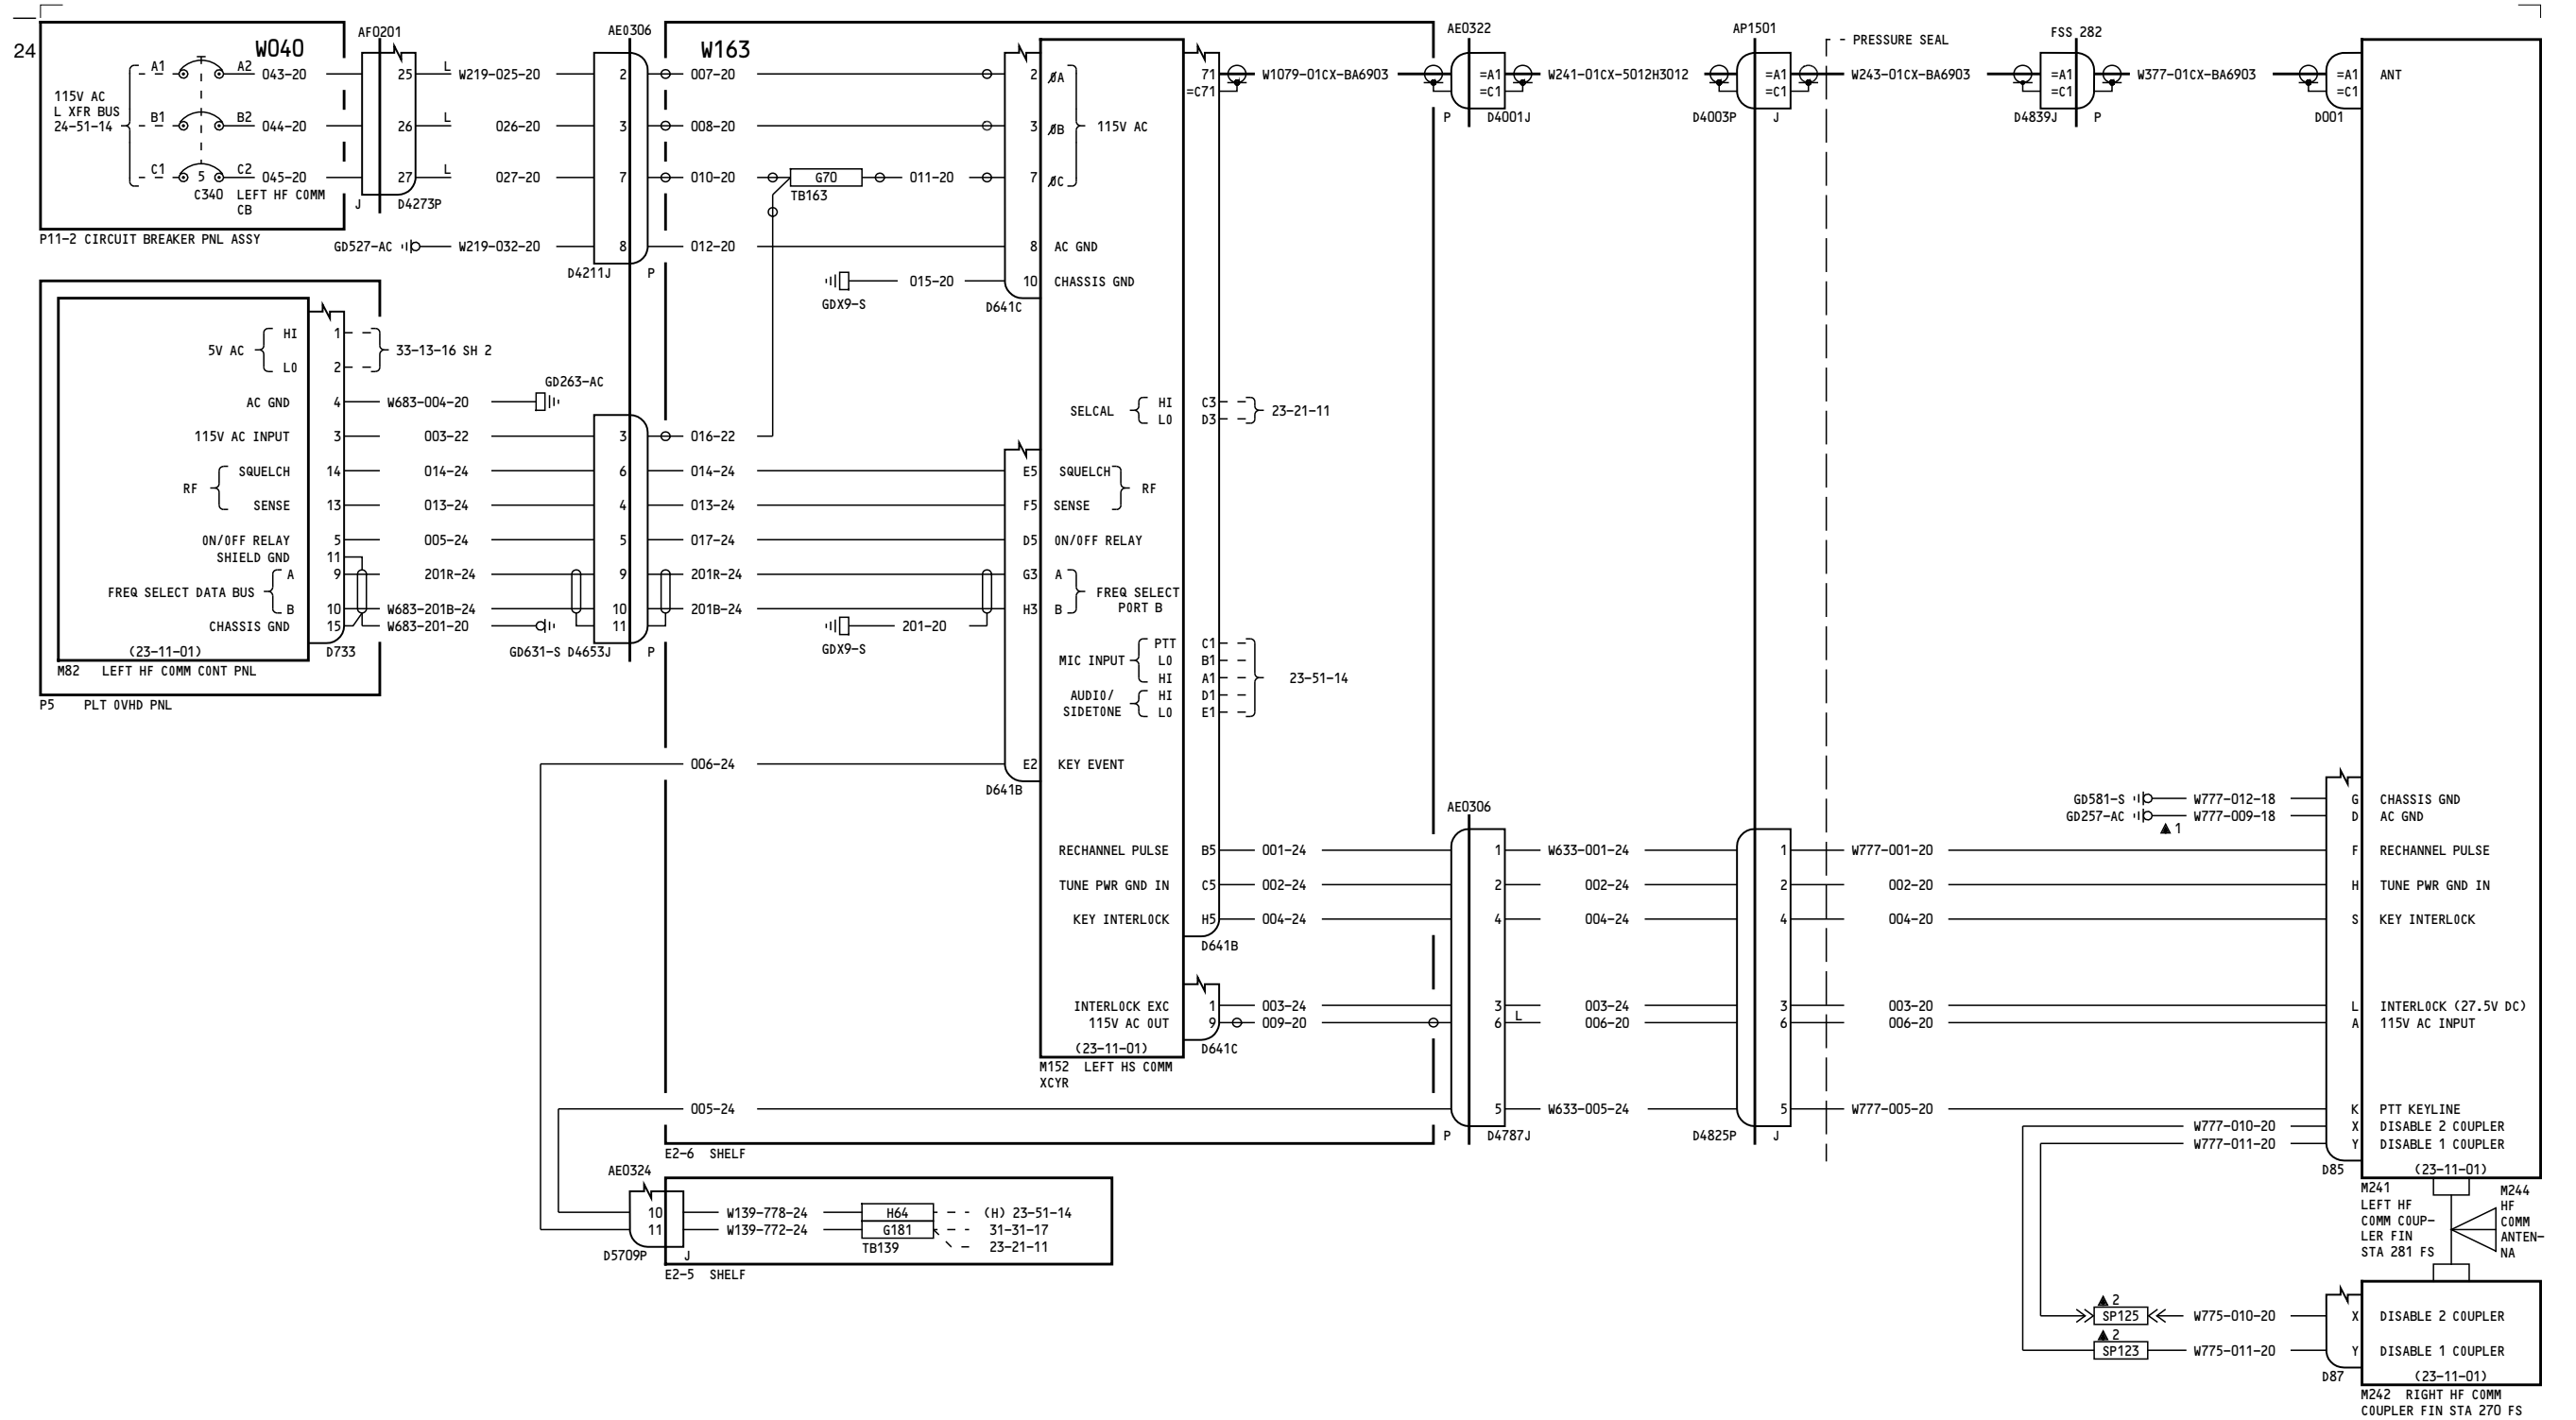 24
W040
AF0201
AE0306
W163
AE0322
AP1501
PRESSURE SEAL
FSS 282
115V AC
L XFR BUS
24-51-14
A1 A2 043-20 25 L W219-025-20 2 007-20 2 ØA
B1 B2 044-20 26 L 026-20 3 008-20 3 ØB 115V AC
C1 5 C2 045-20 27 L 027-20 7 010-20 G70 011-20 7 ØC
TB163
C340 LEFT HF COMM
CB
J D4273P
P11-2 CIRCUIT BREAKER PNL ASSY
GD527-AC W219-032-20 8 012-20 8 AC GND
D4211J P
GDX9-S 015-20 10 CHASSIS GND
D641C
71 W1079-01CX-BA6903 =A1 W241-01CX-5012H3012 =A1 W243-01CX-BA6903 =A1 W377-01CX-BA6903 =A1 ANT
=C71 =C1 =C1 =C1 =C1
P D4001J D4003P J D4839J P D001
5V AC HI 1 33-13-16 SH 2
LO 2
AC GND 4 W683-004-20 GD263-AC
115V AC INPUT 3 003-22 3 016-22
RF SQUELCH 14 014-24 6 014-24 E5 SQUELCH RF
SENSE 13 013-24 4 013-24 F5 SENSE
ON/OFF RELAY 5 005-24 5 017-24 D5 ON/OFF RELAY
SHIELD GND 11
FREQ SELECT DATA BUS A 9 201R-24 9 201R-24 G3 A FREQ SELECT
PORT B
B 10 W683-201B-24 10 201B-24 H3 B
CHASSIS GND 15 W683-201-20 GD631-S 11 GDX9-S 201-20
(23-11-01) D733 D4653J P
M82 LEFT HF COMM CONT PNL
P5 PLT OVHD PNL
SELCAL HI C3 23-21-11
LO D3
MIC INPUT PTT C1 23-51-14
LO B1
HI A1
AUDIO/
SIDETONE HI D1
LO E1
006-24 E2 KEY EVENT
D641B
AE0306
GD581-S W777-012-18 G CHASSIS GND
GD257-AC W777-009-18 D AC GND
▲1
RECHANNEL PULSE B5 001-24 1 W633-001-24 1 W777-001-20 F RECHANNEL PULSE
TUNE PWR GND IN C5 002-24 2 002-24 2 002-20 H TUNE PWR GND IN
KEY INTERLOCK H5 004-24 4 004-24 4 004-20 S KEY INTERLOCK
D641B
INTERLOCK EXC 1 003-24 3 003-24 3 003-20 L INTERLOCK (27.5V DC)
115V AC OUT 9 009-20 6 L 006-20 6 006-20 A 115V AC INPUT
(23-11-01) D641C
M152 LEFT HS COMM
XCYR
005-24 5 W633-005-24 5 W777-005-20 K PTT KEYLINE
W777-010-20 X DISABLE 2 COUPLER
W777-011-20 Y DISABLE 1 COUPLER
P D4787J D4825P J
D85 (23-11-01)
E2-6 SHELF
AE0324
10 W139-778-24 H64 (H) 23-51-14
11 W139-772-24 G181 31-31-17
TB139 23-21-11
D5709P J
E2-5 SHELF
M241
LEFT HF
COMM COUP-
LER FIN
STA 281 FS
M244
HF
COMM
ANTEN-
NA
▲2
SP125 W775-010-20 X DISABLE 2 COUPLER
▲2
SP123 W775-011-20 Y DISABLE 1 COUPLER
D87 (23-11-01)
M242 RIGHT HF COMM
COUPLER FIN STA 270 FS